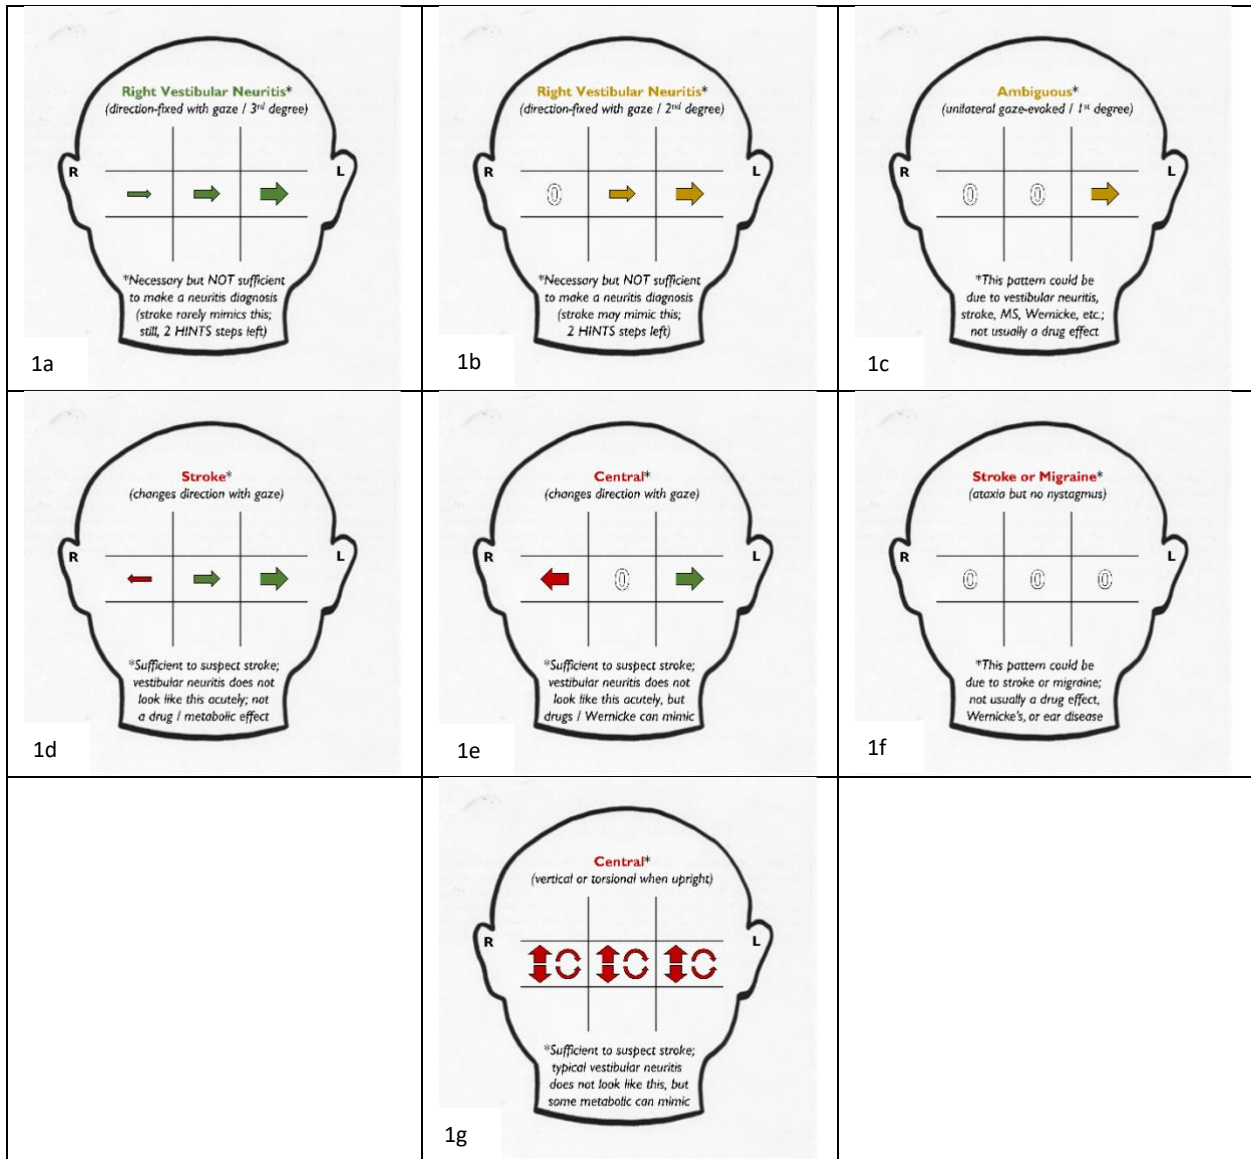 Right Vestibular Neuritis*
(direction-fixed with gaze / 3rd degree)
R
L
0
*Necessary but NOT sufficient
to make a neuritis diagnosis
(stroke rarely mimics this;
still, 2 HINTS steps left)
1a
Right Vestibular Neuritis*
(direction-fixed with gaze / 2nd degree)
0
*Necessary but NOT sufficient
to make a neuritis diagnosis
(stroke may mimic this;
2 HINTS steps left)
1b
Ambiguous*
(unilateral gaze-evoked / 1st degree)
R
L
0 0
*This pattern could be
due to vestibular neuritis,
stroke, MS, Wernicke, etc.;
not usually a drug effect
1c
Stroke*
(changes direction with gaze)
R
L
*Sufficient to suspect stroke;
vestibular neuritis does not
look like this acutely; not
a drug / metabolic effect
1d
Central*
(changes direction with gaze)
R
L
0
*Sufficient to suspect stroke;
vestibular neuritis does not
look like this acutely, but
drugs / Wernicke can mimic
1e
Stroke or Migraine*
(ataxia but no nystagmus)
R
L
0 0 0
*This pattern could be
due to stroke or migraine;
not usually a drug effect,
Wernicke's, or ear disease
1f
Central*
(vertical or torsional when upright)
R
L
*Sufficient to suspect stroke;
typical vestibular neuritis
does not look like this, but
some metabolic can mimic
1g